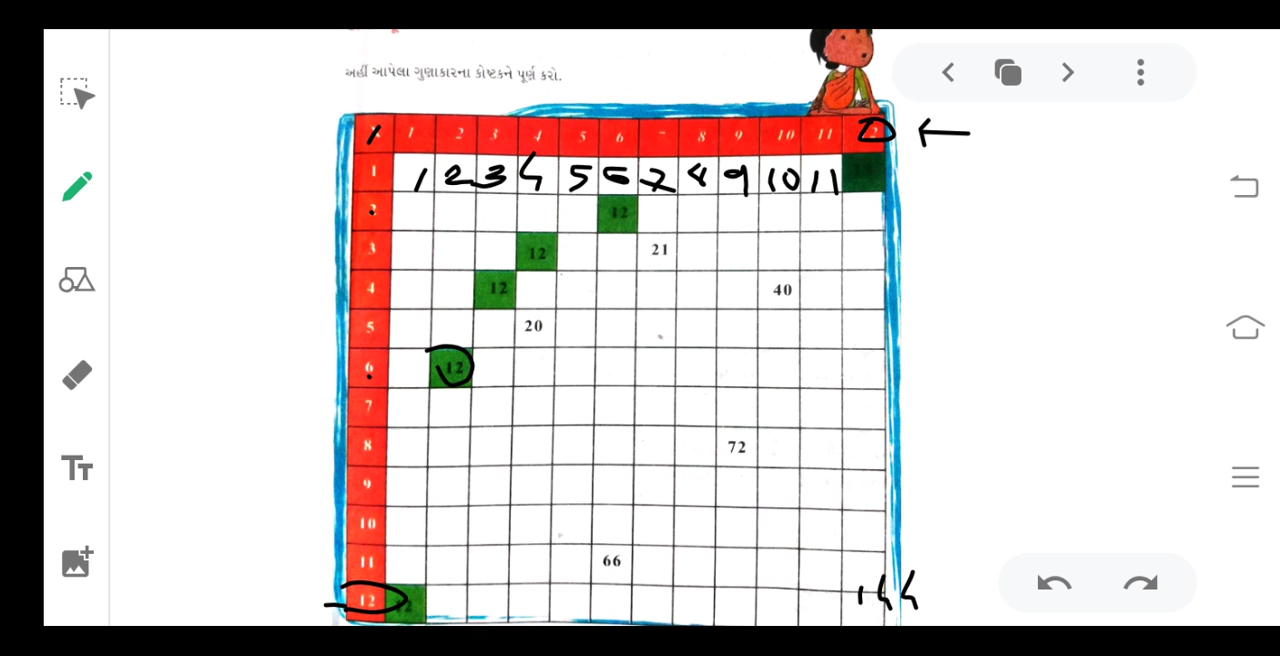 અહીં આપેલા ગુણાકારના કોષ્ટકને પૂર્ણ કરો.
1 2 3 4 5 6 7 8 9 10 11
1 1 2 3 4 5 6 7 8 9 10 11
2 12
3 12 21
4 12 40
5 20
6 12
7
8 72
9
10
11 66
12 12 144
Tт